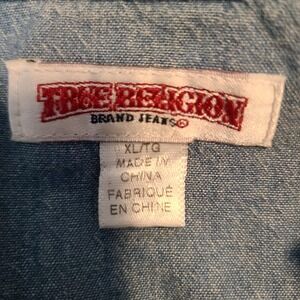 TRUE RELIGION
BRAND JEANS®
XL/TG
MADE IN
CHINA
FABRIQUÉ
EN CHINE